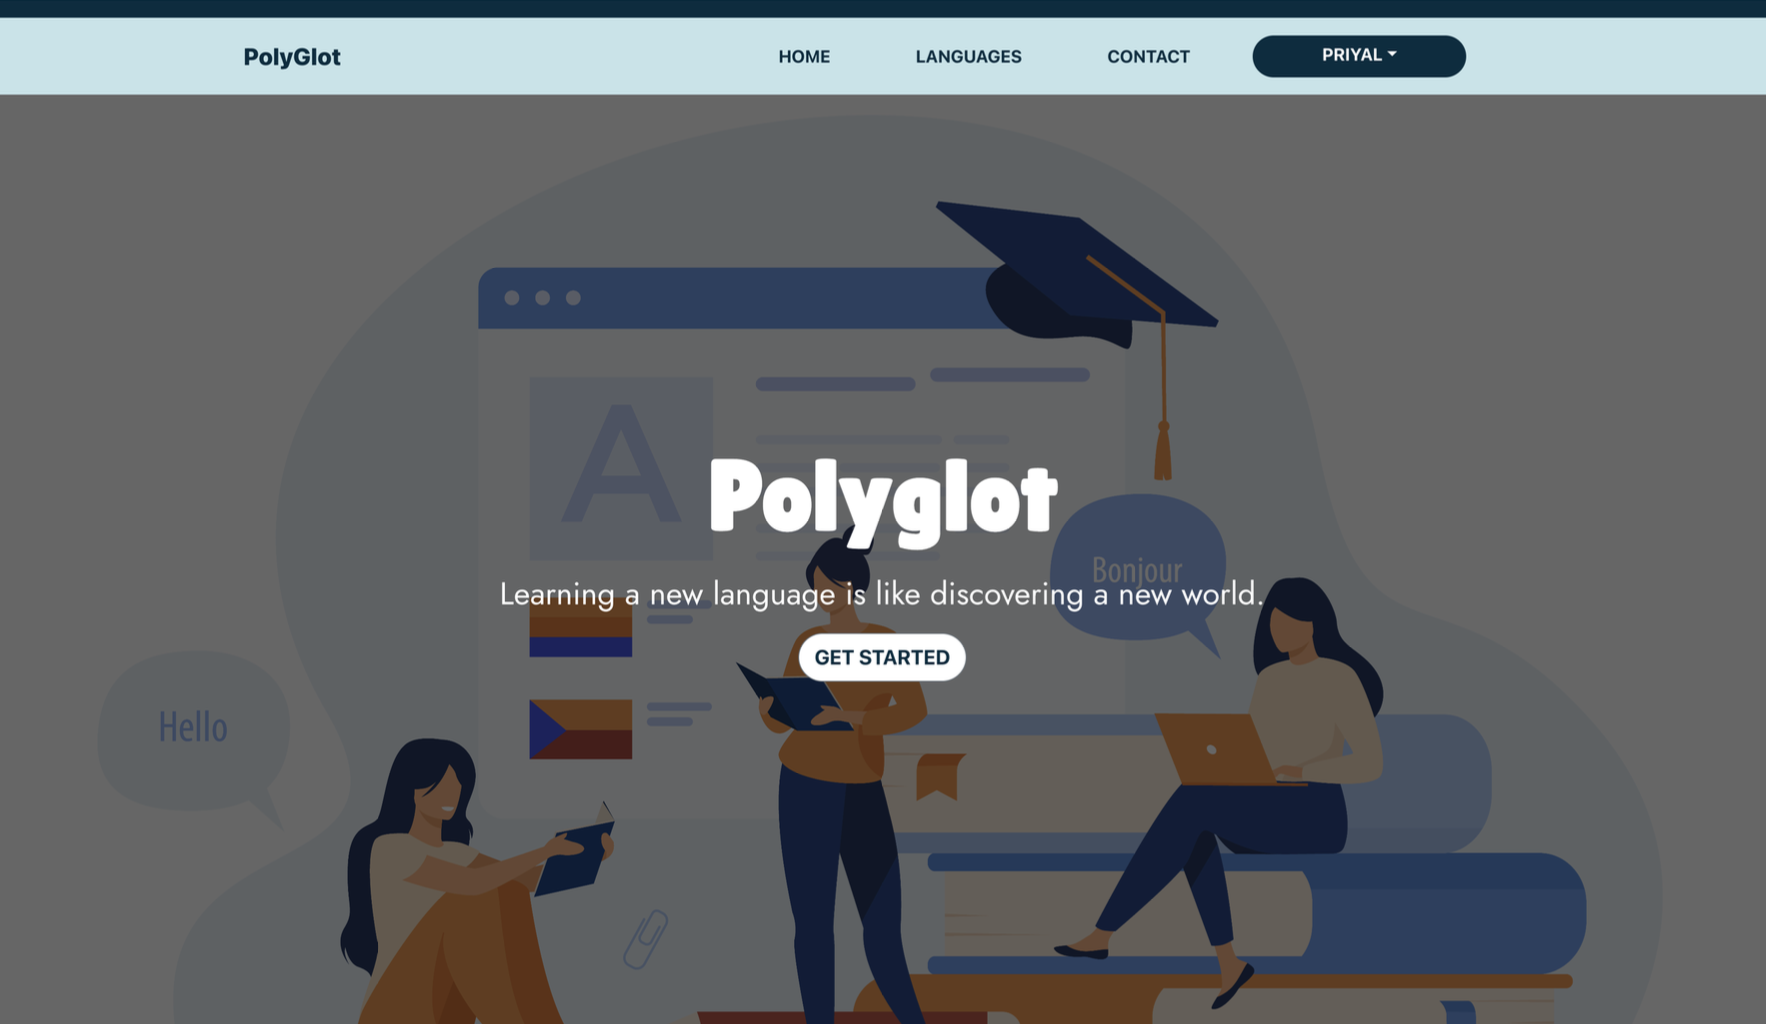 PolyGlot
HOME
LANGUAGES
CONTACT
PRIYAL
A
Polyglot
Bonjour
Learning a new language is like discovering a new world.
GET STARTED
Hello